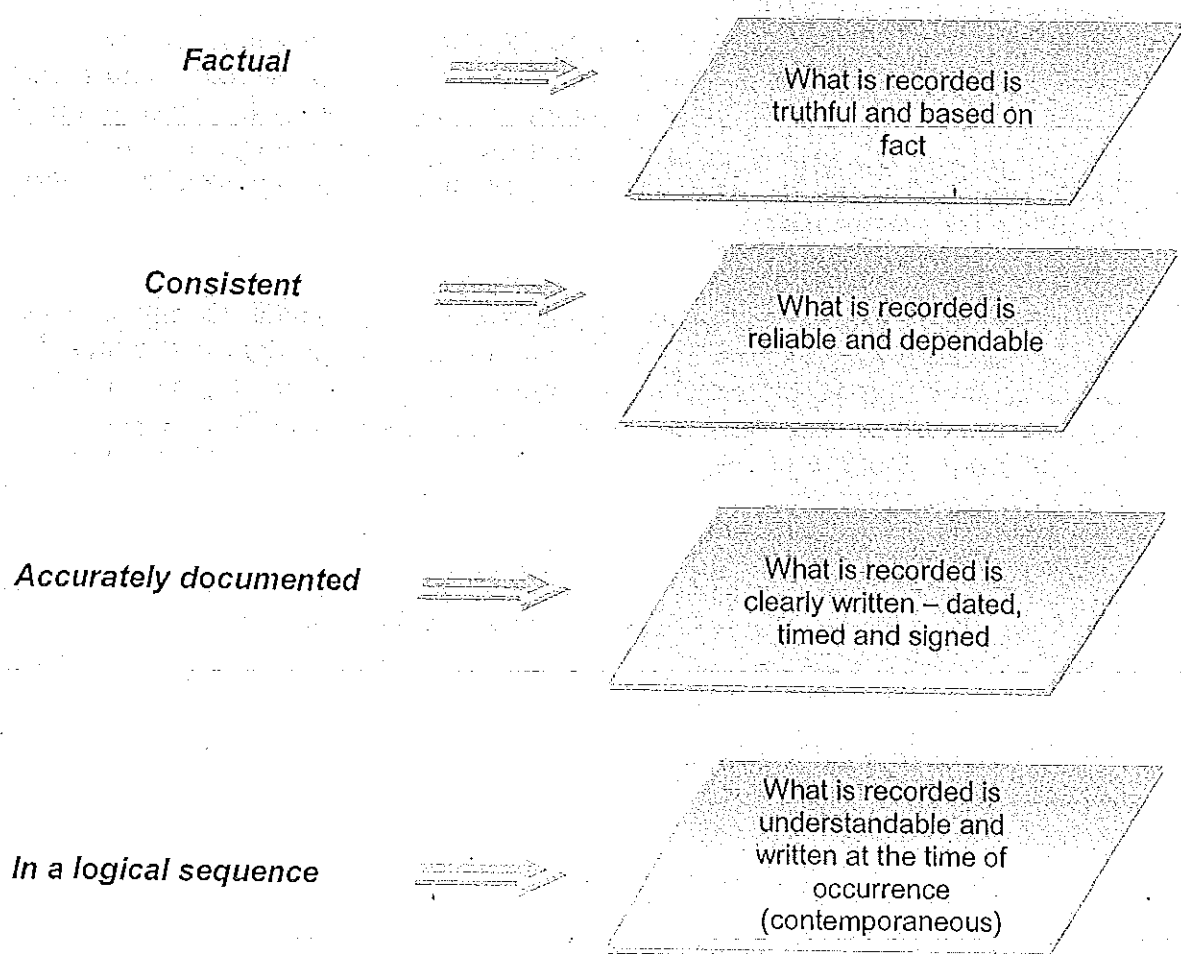 Factual
What is recorded is
truthful and based on
fact
Consistent
What is recorded is
reliable and dependable
Accurately documented
What is recorded is
clearly written – dated,
timed and signed
In a logical sequence
What is recorded is
understandable and
written at the time of
occurrence
(contemporaneous)